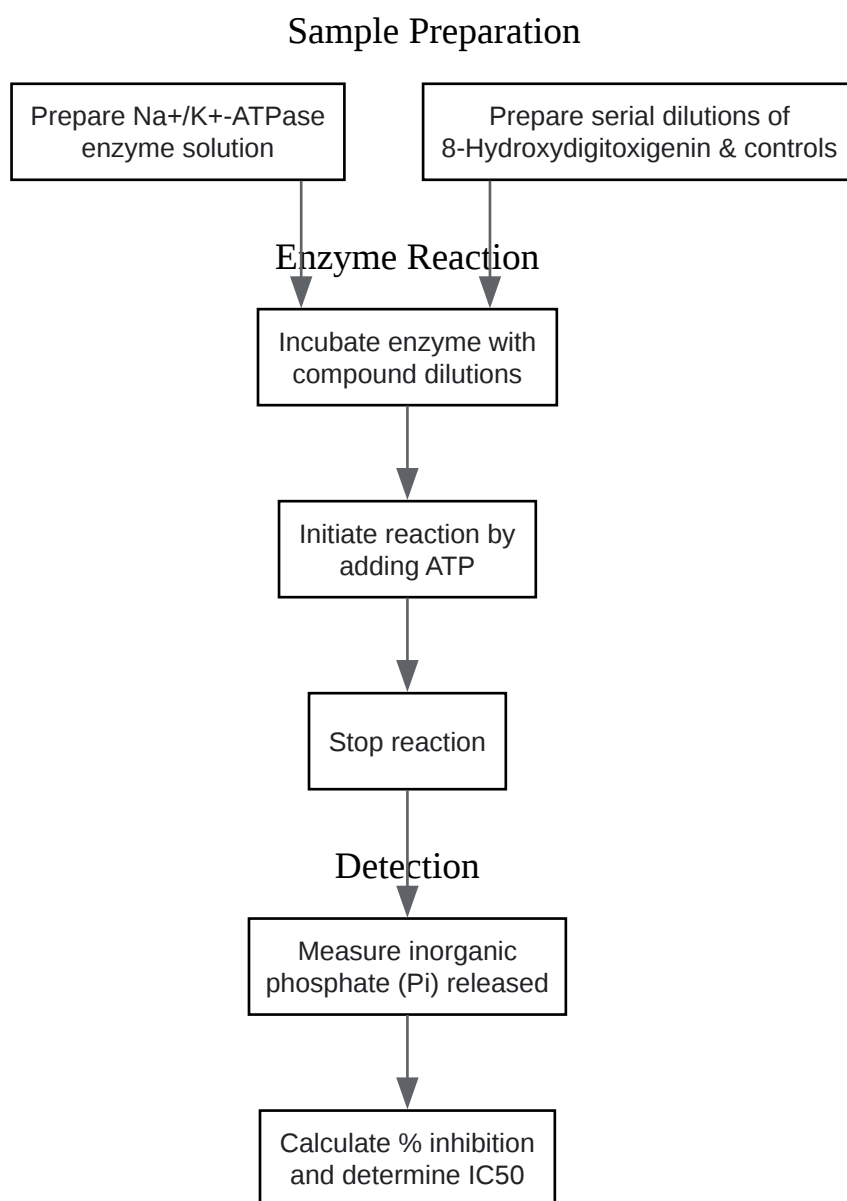 Sample Preparation
Prepare Na+/K+-ATPase
enzyme solution
Prepare serial dilutions of
8-Hydroxydigitoxigenin & controls
Enzyme Reaction
Incubate enzyme with
compound dilutions
Initiate reaction by
adding ATP
Stop reaction
Detection
Measure inorganic
phosphate (Pi) released
Calculate % inhibition
and determine IC50